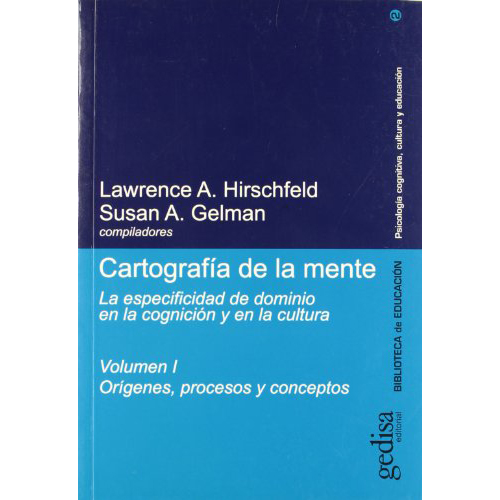 Lawrence A. Hirschfeld
Susan A. Gelman
compiladores
Cartografía de la mente
La especificidad de dominio
en la cognición y en la cultura
Volumen I
Orígenes, procesos y conceptos
Psicología cognitiva, cultura y educación
BIBLIOTECA de EDUCACIÓN
gedisa
editorial